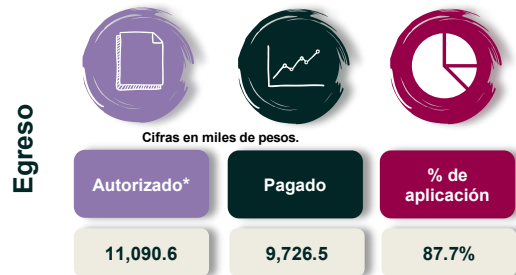 Egreso
Cifras en miles de pesos.
Autorizado*
Pagado
% de
aplicación
11,090.6
9,726.5
87.7%